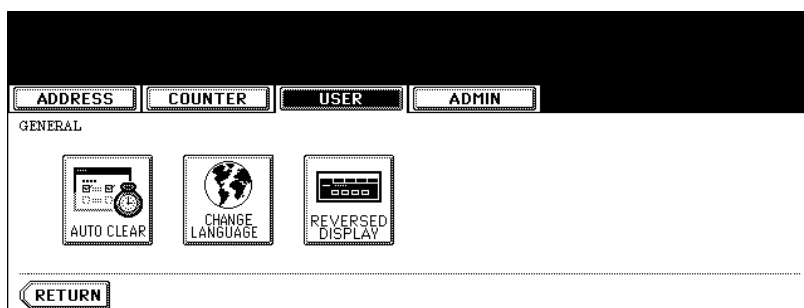 ADDRESS COUNTER USER ADMIN
GENERAL
AUTO CLEAR
CHANGE
LANGUAGE
REVERSED
DISPLAY
RETURN